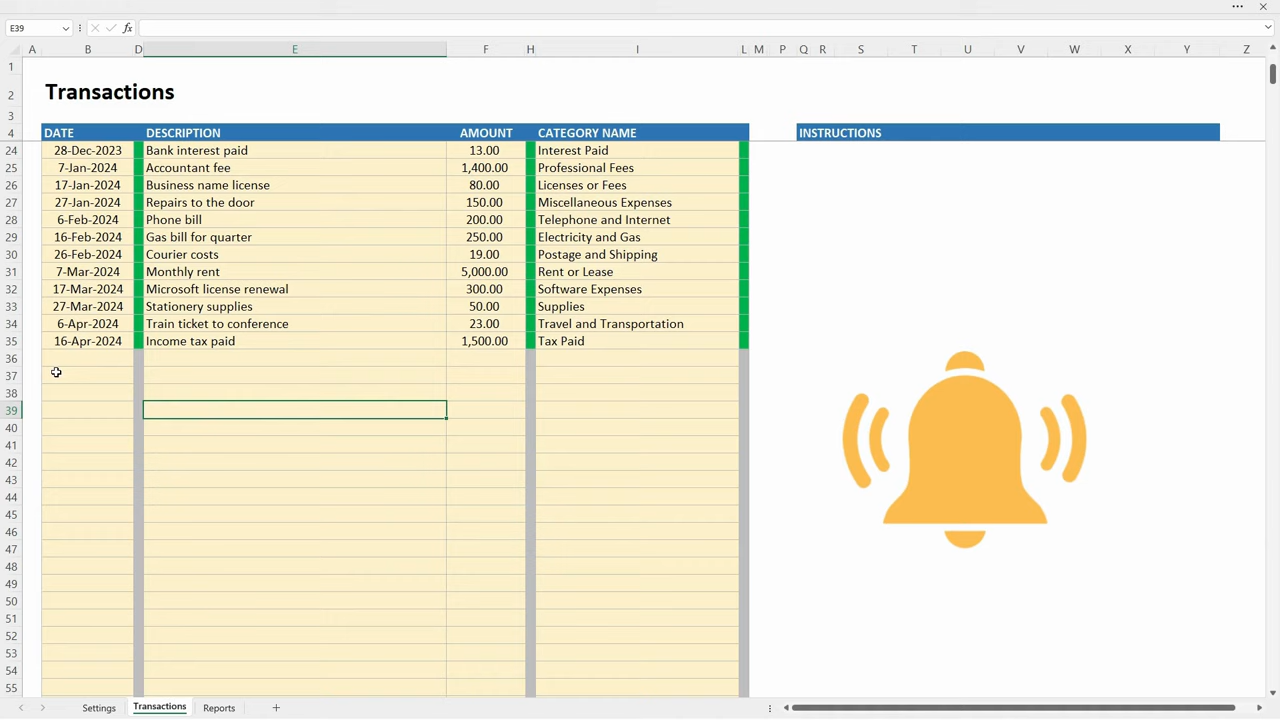 E39 fx
A B D E F H I L M P Q R S T U V W X Y Z
1
2 Transactions
3
4 DATE DESCRIPTION AMOUNT CATEGORY NAME INSTRUCTIONS
24 28-Dec-2023 Bank interest paid 13.00 Interest Paid
25 7-Jan-2024 Accountant fee 1,400.00 Professional Fees
26 17-Jan-2024 Business name license 80.00 Licenses or Fees
27 27-Jan-2024 Repairs to the door 150.00 Miscellaneous Expenses
28 6-Feb-2024 Phone bill 200.00 Telephone and Internet
29 16-Feb-2024 Gas bill for quarter 250.00 Electricity and Gas
30 26-Feb-2024 Courier costs 19.00 Postage and Shipping
31 7-Mar-2024 Monthly rent 5,000.00 Rent or Lease
32 17-Mar-2024 Microsoft license renewal 300.00 Software Expenses
33 27-Mar-2024 Stationery supplies 50.00 Supplies
34 6-Apr-2024 Train ticket to conference 23.00 Travel and Transportation
35 16-Apr-2024 Income tax paid 1,500.00 Tax Paid
36
37
38
39
40
41
42
43
44
45
46
47
48
49
50
51
52
53
54
55
Settings Transactions Reports